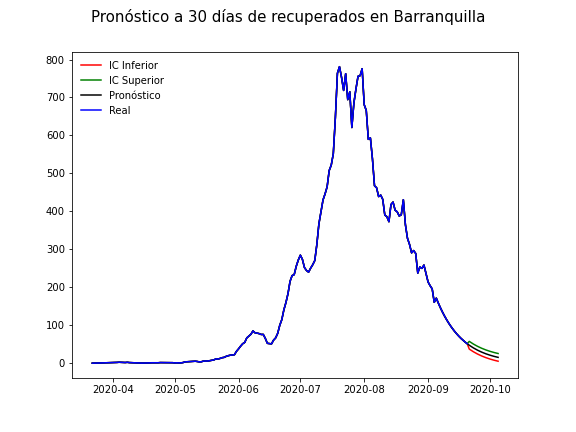 Pronóstico a 30 días de recuperados en Barranquilla
IC Inferior
IC Superior
Pronóstico
Real
800
700
600
500
400
300
200
100
0
2020-04 2020-05 2020-06 2020-07 2020-08 2020-09 2020-10